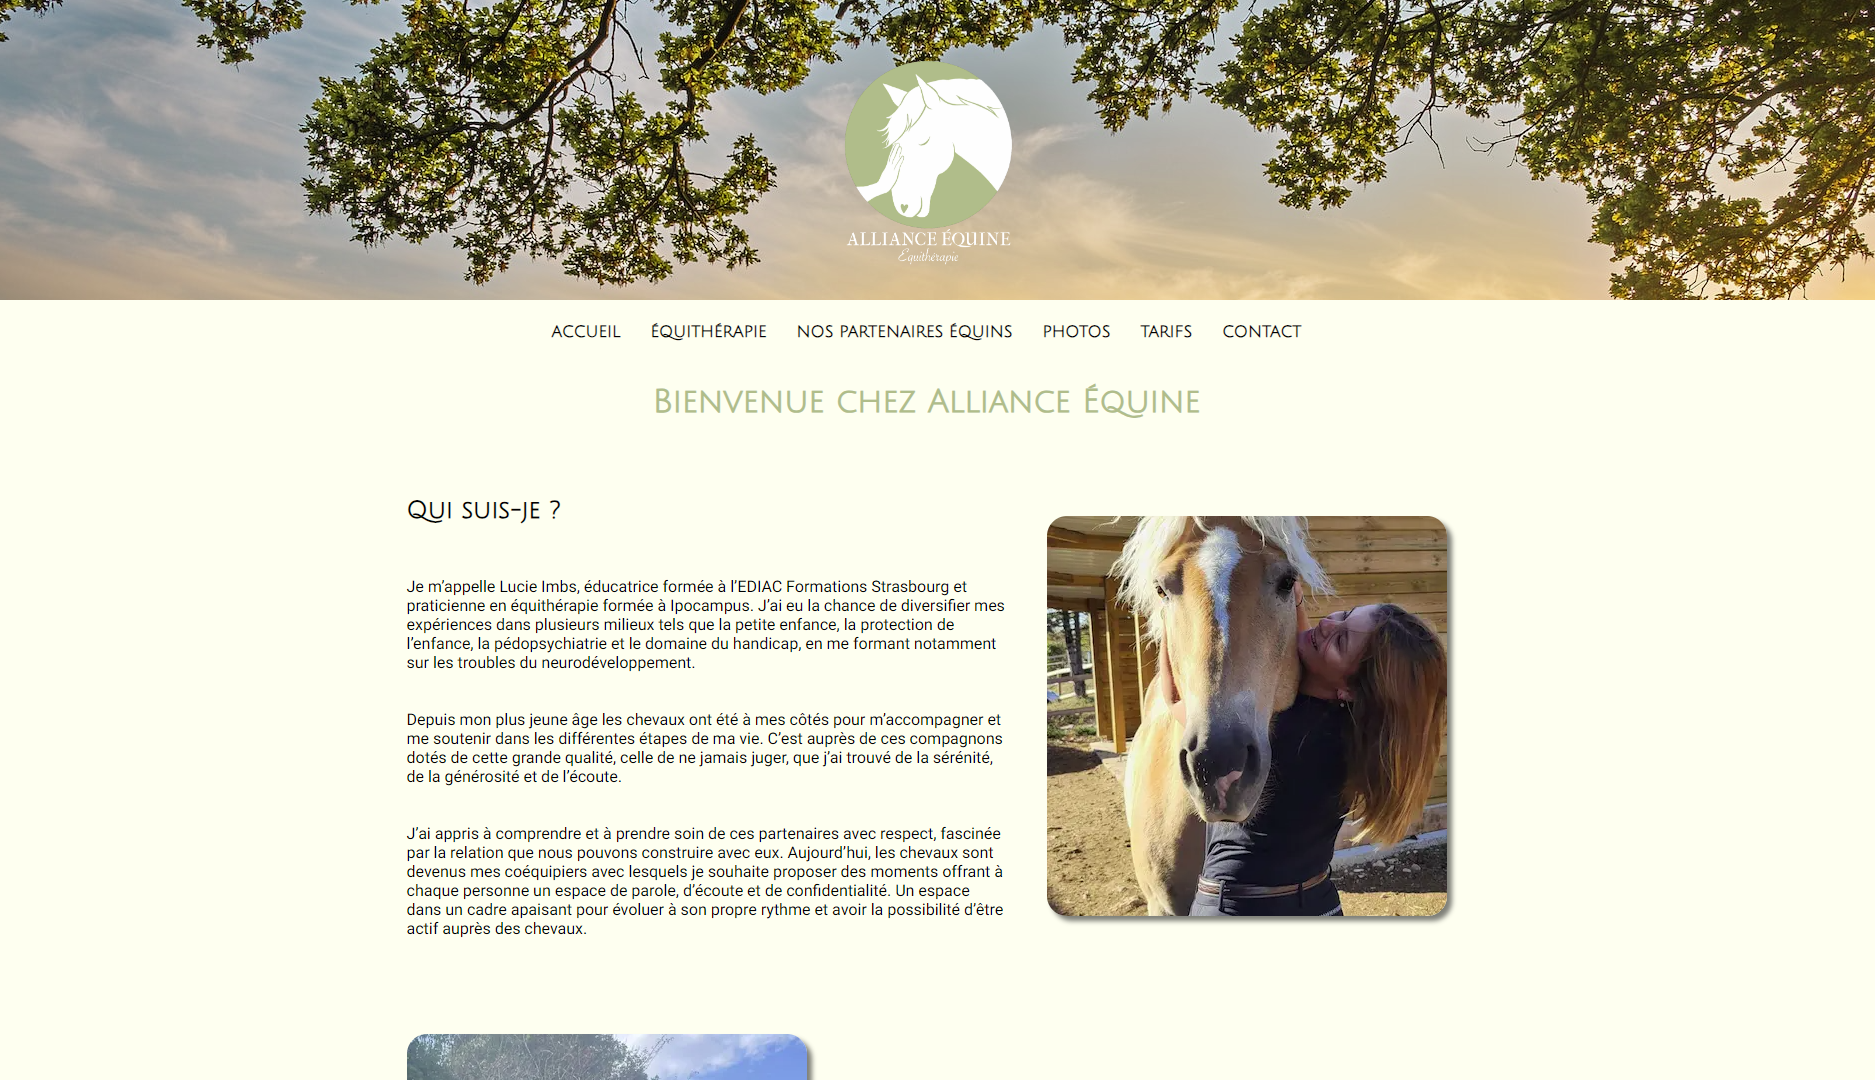 ALLIANCE ÉQUINE
Équithérapie
ACCUEIL ÉQUITHÉRAPIE NOS PARTENAIRES ÉQUINS PHOTOS TARIFS CONTACT
Bienvenue chez Alliance Équine
Qui suis-je ?
Je m’appelle Lucie Imbs, éducatrice formée à l’EDIAC Formations Strasbourg et
praticienne en équithérapie formée à Ipocampus. J’ai eu la chance de diversifier mes
expériences dans plusieurs milieux tels que la petite enfance, la protection de
l’enfance, la pédopsychiatrie et le domaine du handicap, en me formant notamment
sur les troubles du neurodéveloppement.
Depuis mon plus jeune âge les chevaux ont été à mes côtés pour m’accompagner et
me soutenir dans les différentes étapes de ma vie. C’est auprès de ces compagnons
dotés de cette grande qualité, celle de ne jamais juger, que j’ai trouvé de la sérénité,
de la générosité et de l’écoute.
J’ai appris à comprendre et à prendre soin de ces partenaires avec respect, fascinée
par la relation que nous pouvons construire avec eux. Aujourd’hui, les chevaux sont
devenus mes coéquipiers avec lesquels je souhaite proposer des moments offrant à
chaque personne un espace de parole, d’écoute et de confidentialité. Un espace
dans un cadre apaisant pour évoluer à son propre rythme et avoir la possibilité d’être
actif auprès des chevaux.